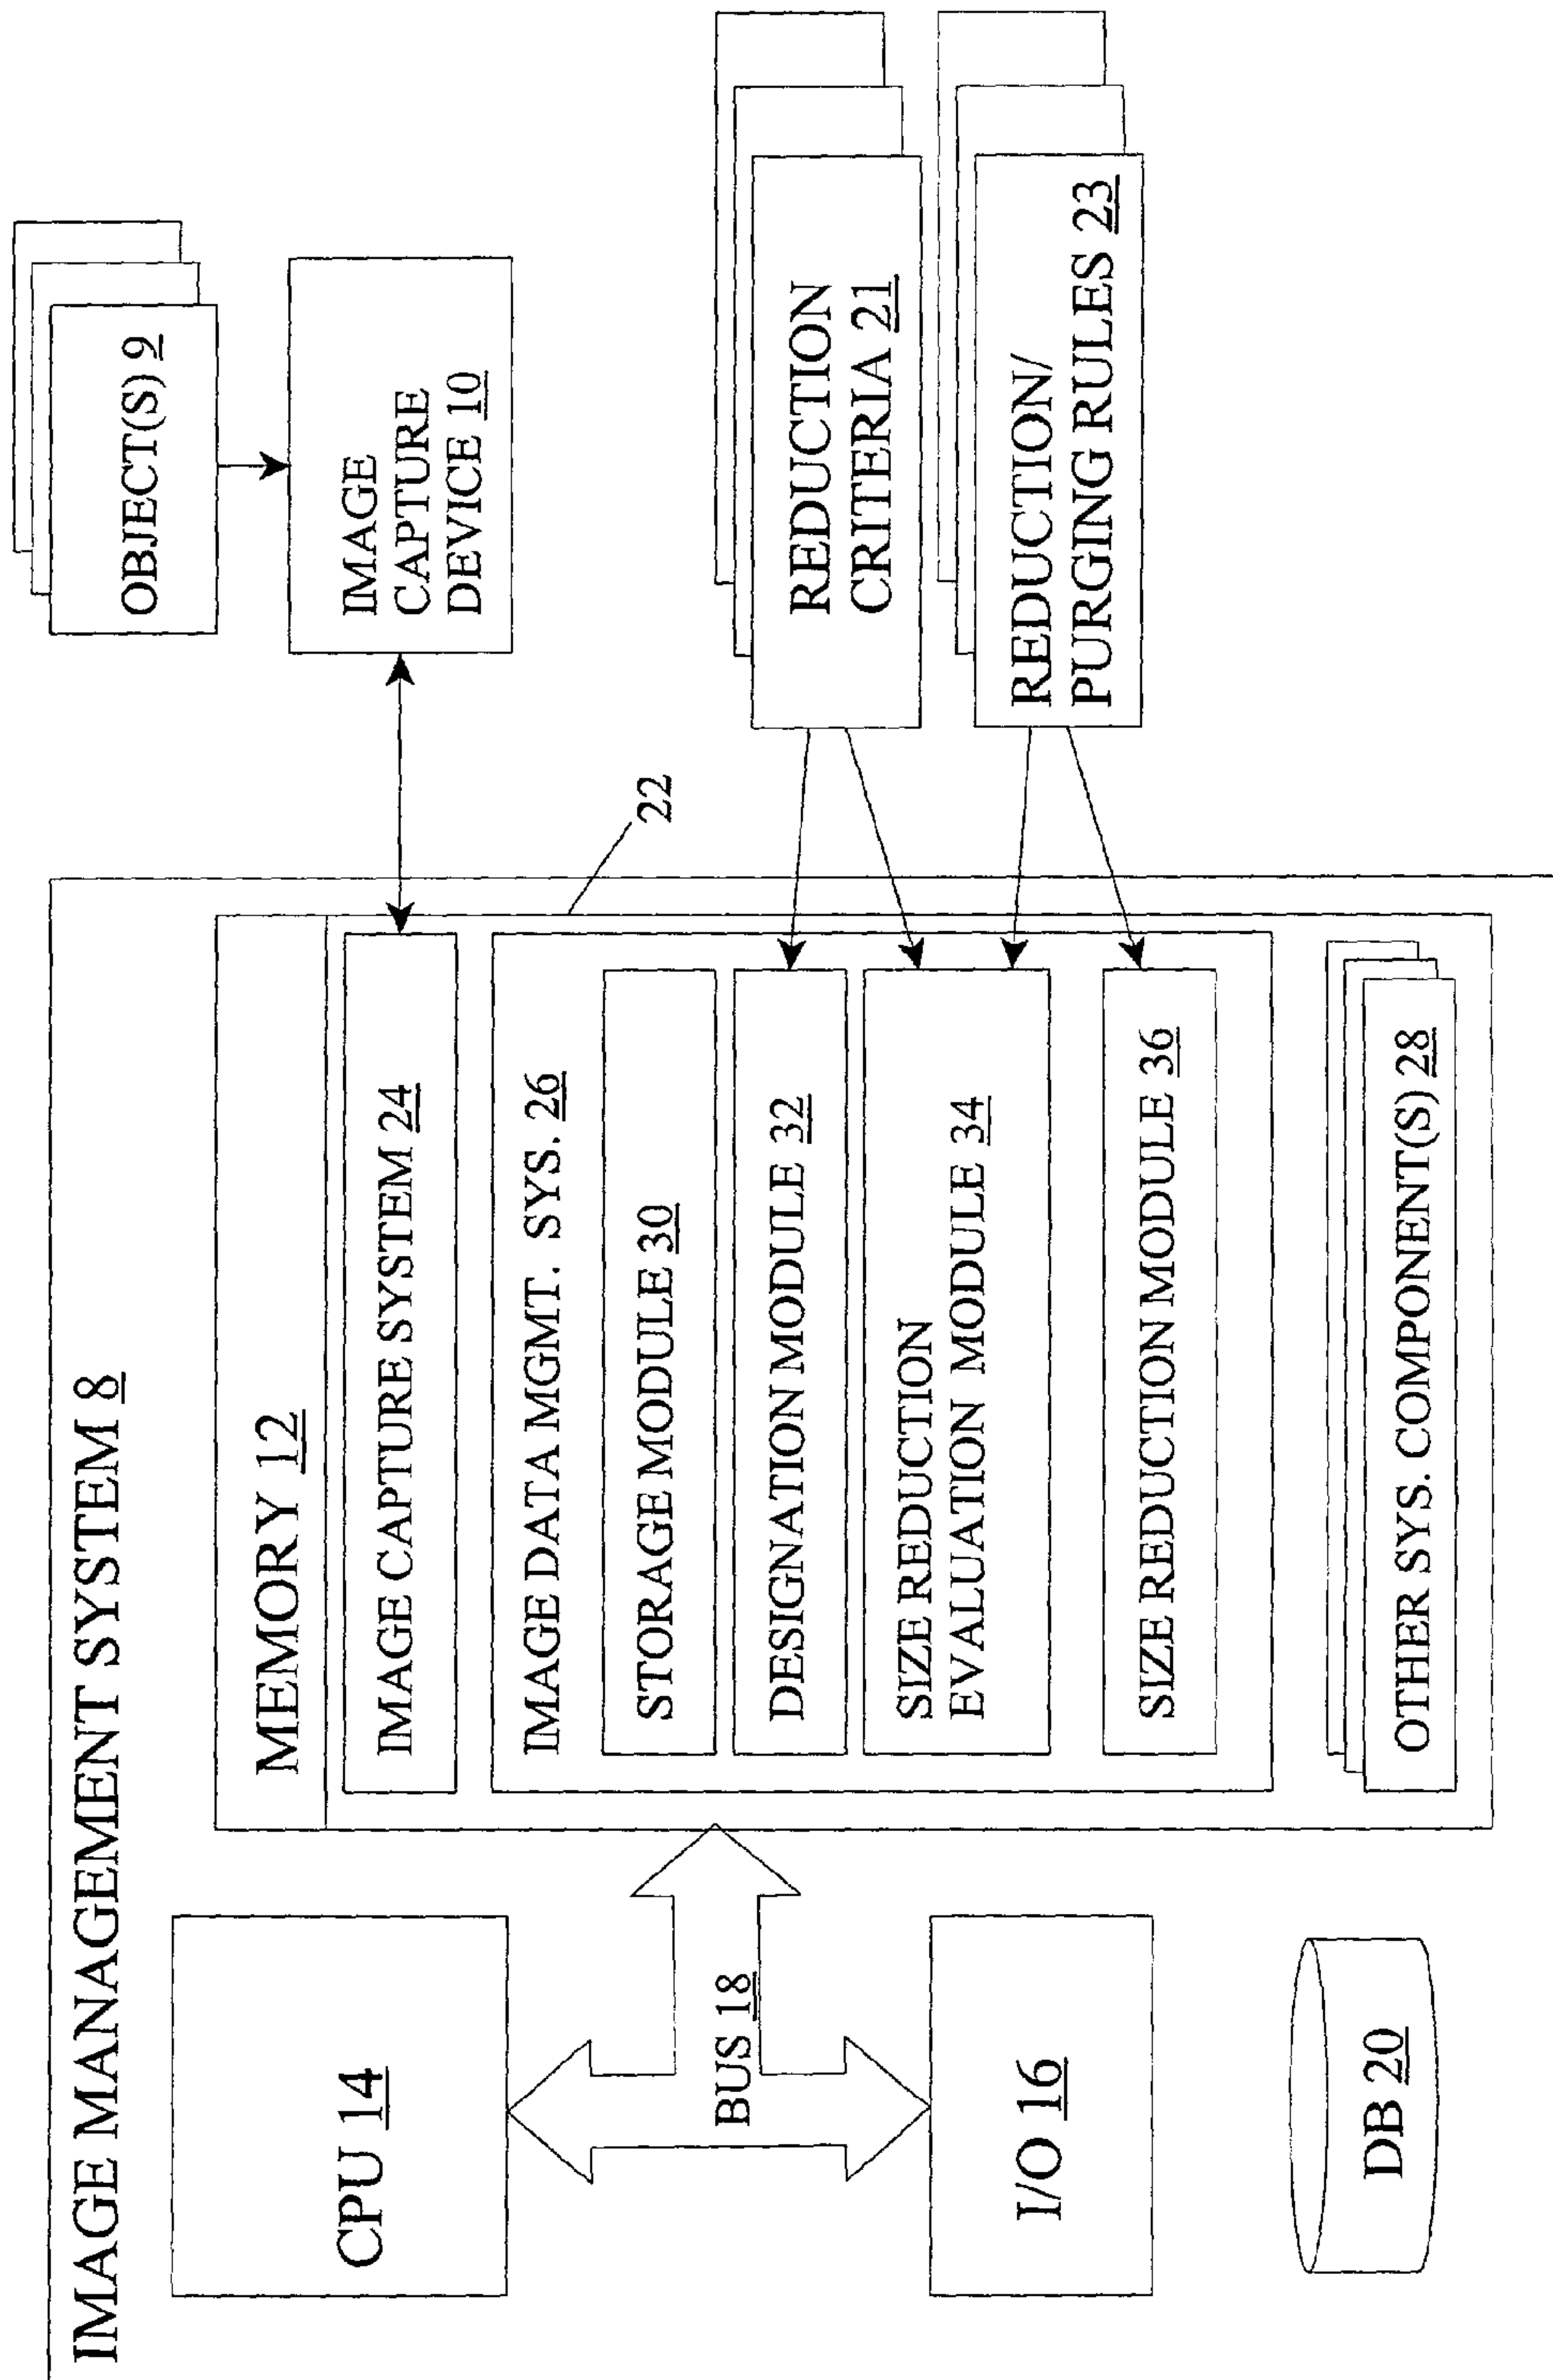 IMAGE MANAGEMENT SYSTEM 8
CPU 14
BUS 18
I/O 16
DB 20
MEMORY 12
IMAGE CAPTURE SYSTEM 24
IMAGE DATA MGMT. SYS. 26
STORAGE MODULE 30
DESIGNATION MODULE 32
SIZE REDUCTION
EVALUATION MODULE 34
SIZE REDUCTION MODULE 36
OTHER SYS. COMPONENT(S) 28
22
OBJECT(S) 9
IMAGE
CAPTURE
DEVICE 10
REDUCTION
CRITERIA 21
REDUCTION/
PURGING RULES 23